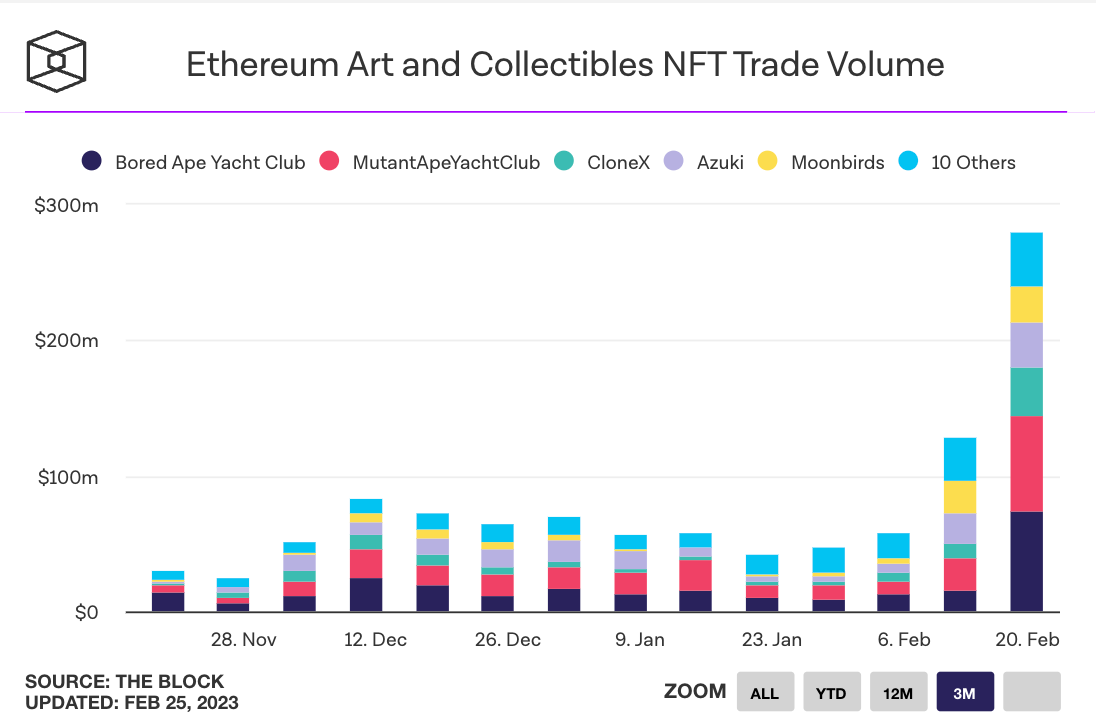 Ethereum Art and Collectibles NFT Trade Volume
Bored Ape Yacht Club MutantApeYachtClub CloneX Azuki Moonbirds 10 Others
$300m
$200m
$100m
$0
28. Nov 12. Dec 26. Dec 9. Jan 23. Jan 6. Feb 20. Feb
SOURCE: THE BLOCK
UPDATED: FEB 25, 2023
ZOOM ALL YTD 12M 3M